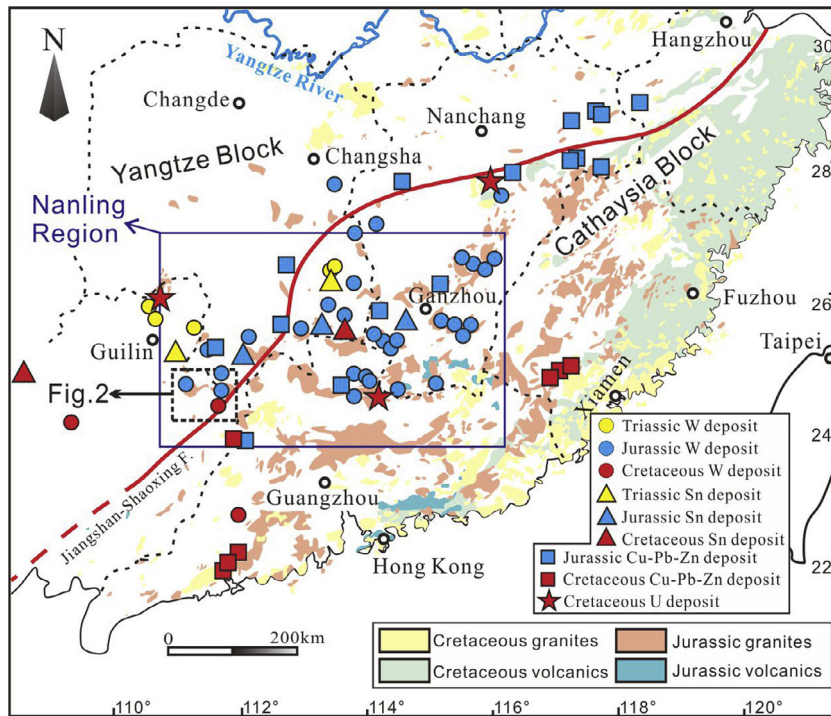 N
Hangzhou
30
Yangtze River
Changde
Nanchang
Changsha
Yangtze Block
28
Cathaysia Block
Nanling
Region
Ganzhou
Fuzhou
26
Guilin
Taipei
Fig.2
Xiamen
24
Jiangshan-Shaoxing F.
Guangzhou
Hong Kong
22
Triassic W deposit
Jurassic W deposit
Cretaceous W deposit
Triassic Sn deposit
Jurassic Sn deposit
Cretaceous Sn deposit
Jurassic Cu-Pb-Zn deposit
Cretaceous Cu-Pb-Zn deposit
Cretaceous U deposit
0 200km
Cretaceous granites
Jurassic granites
Cretaceous volcanics
Jurassic volcanics
110° 112° 114° 116° 118° 120°